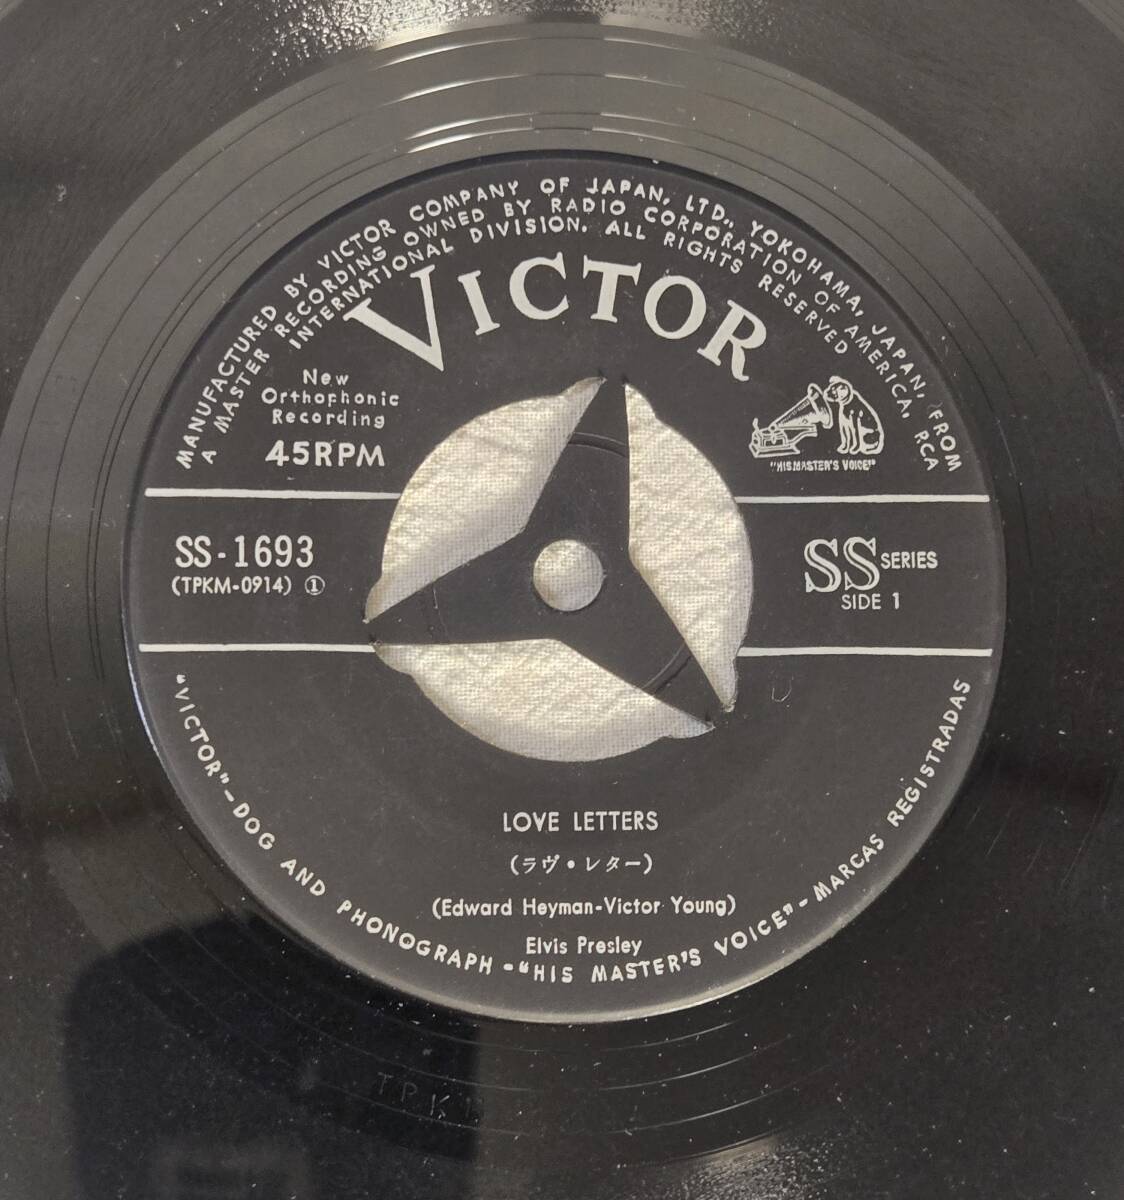 MANUFACTURED BY VICTOR COMPANY OF JAPAN, LTD., YOKOHAMA, JAPAN, FROM
A MASTER RECORDING OWNED BY RADIO CORPORATION OF AMERICA, RCA
INTERNATIONAL DIVISION. ALL RIGHTS RESERVED
VICTOR
New
Orthophonic
Recording
45RPM
"HIS MASTER'S VOICE"
SS-1693
(TPKM-0914) ①
SS SERIES
SIDE 1
LOVE LETTERS
(ラヴ・レター)
(Edward Heyman-Victor Young)
Elvis Presley
"VICTOR"-DOG AND PHONOGRAPH-"HIS MASTER'S VOICE"-MARCAS REGISTRADAS